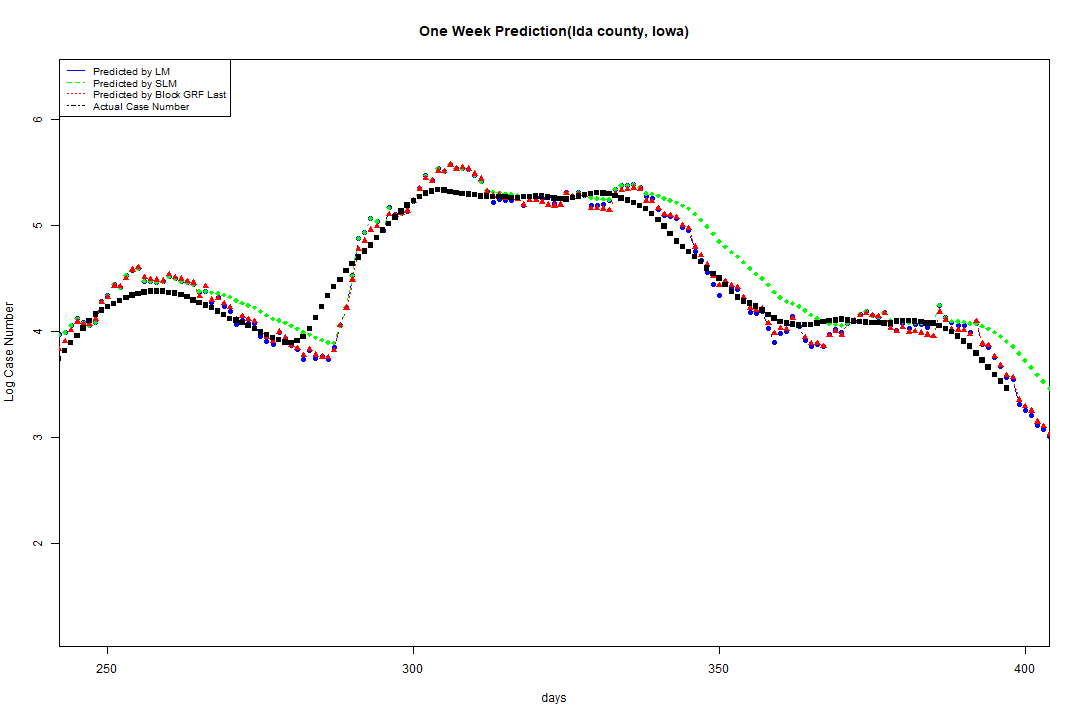 One Week Prediction(Ida county, Iowa)
Predicted by LM
Predicted by SLM
Predicted by Block GRF Last
Actual Case Number
6
5
4
3
2
Log Case Number
250 300 350 400
days